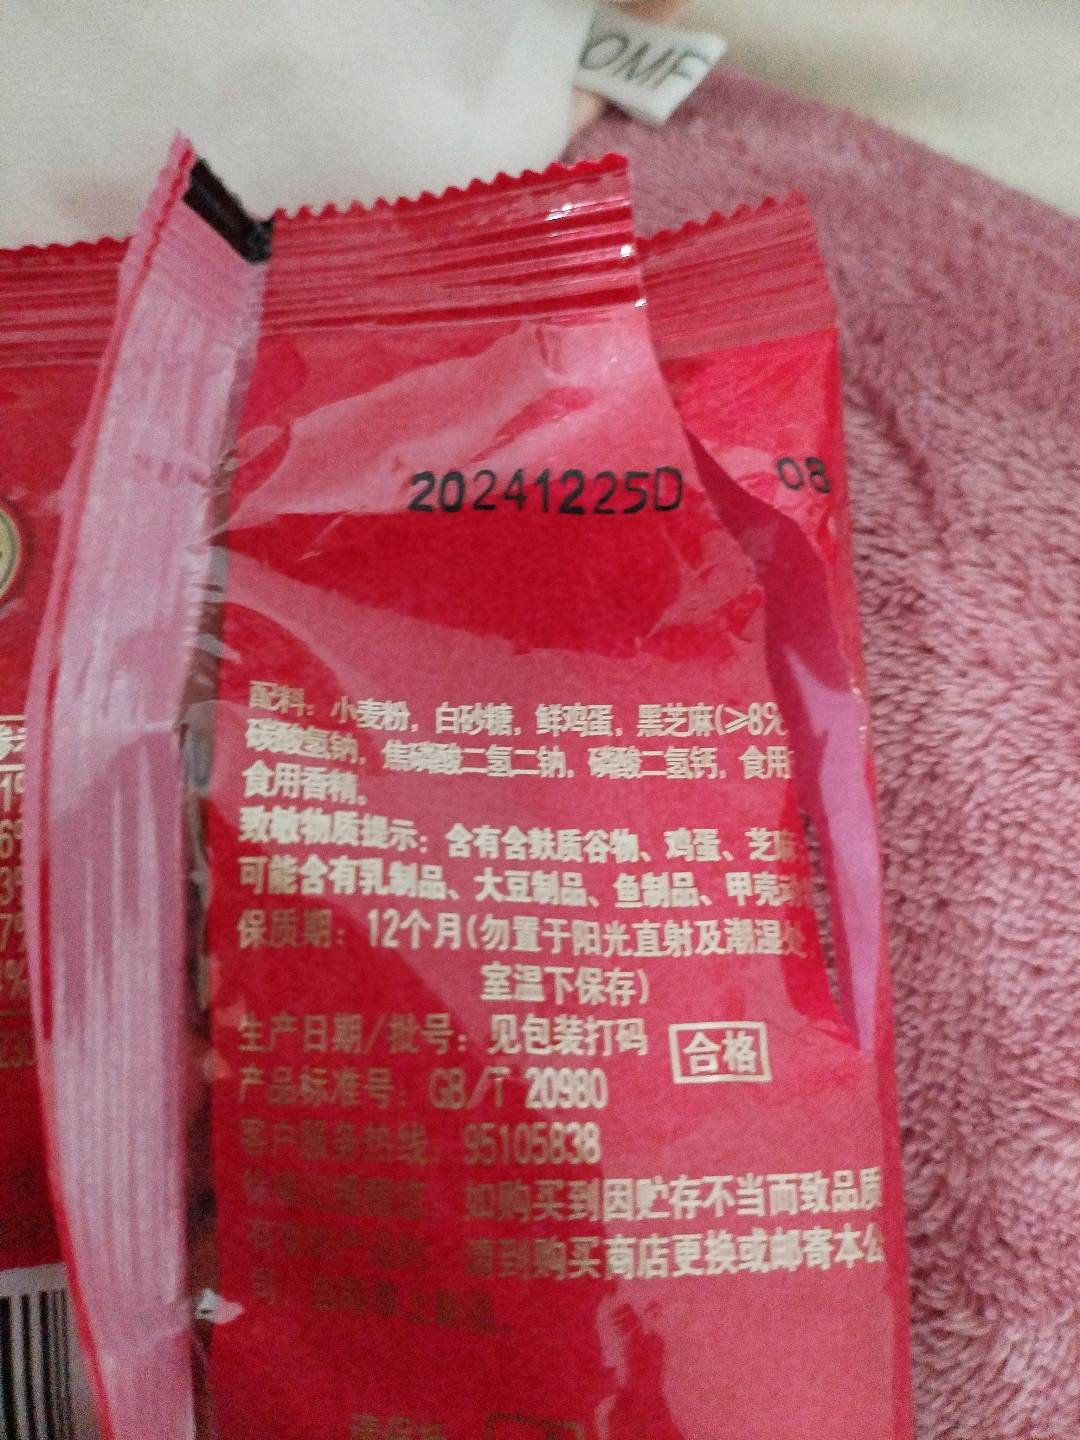 OMF
20241225D
08
配料：小麦粉，白砂糖，鲜鸡蛋，黑芝麻(≥8%
碳酸氢钠，焦磷酸二氢二钠，磷酸二氢钙，食用
食用香精。
致敏物质提示：含有含麸质谷物、鸡蛋、芝麻
可能含有乳制品、大豆制品、鱼制品、甲壳动
保质期：12个月(勿置于阳光直射及潮湿处，
室温下保存)
生产日期/批号：见包装打码
合格
产品标准号：GB/T 20980
客户服务热线：95105838
如购买到因贮存不当而致品质
请到购买商店更换或邮寄本公
司，